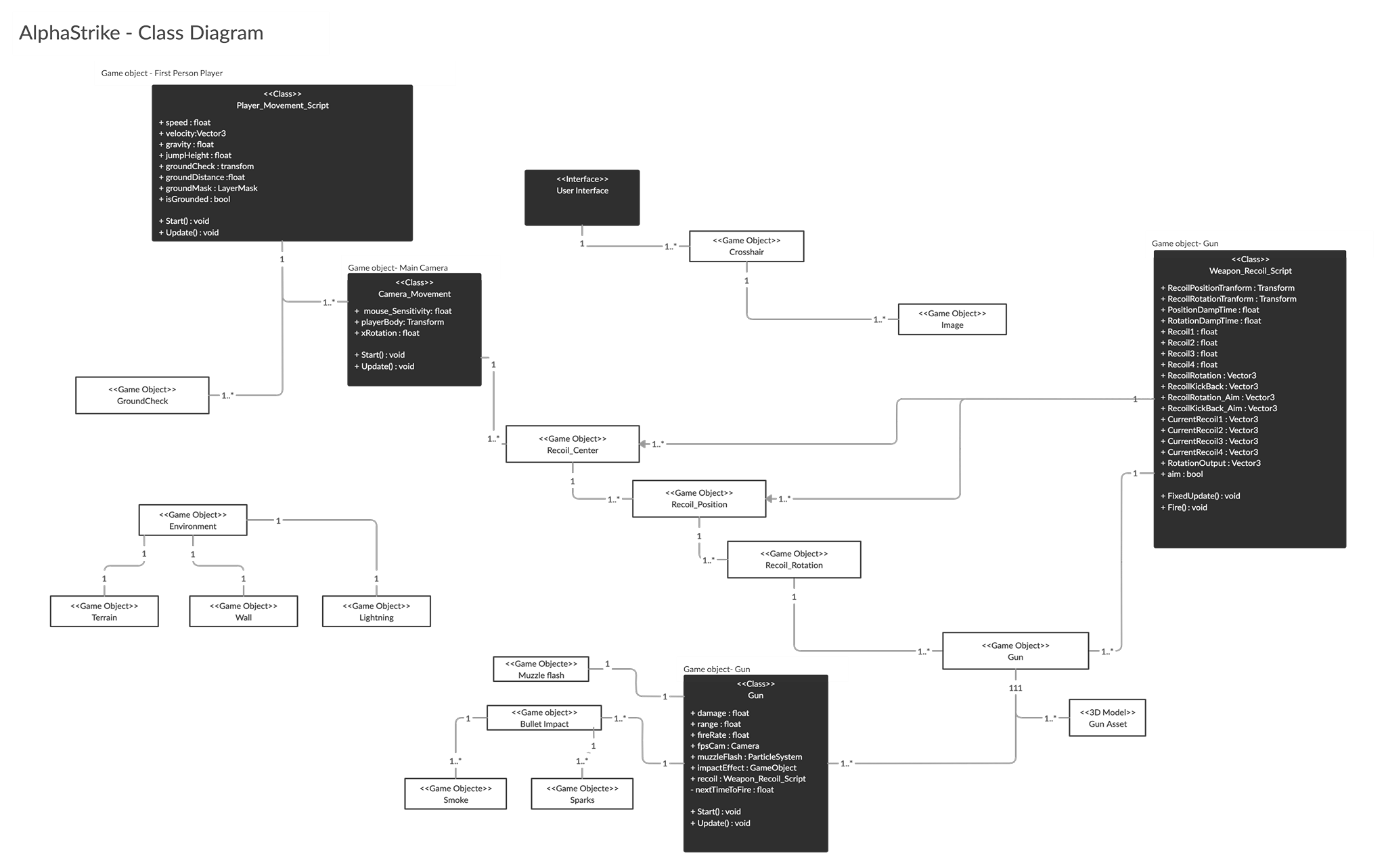 AlphaStrike - Class Diagram
Game object - First Person Player
<<Class>>
Player_Movement_Script
+ speed : float
+ velocity:Vector3
+ gravity : float
+ jumpHeight : float
+ groundCheck : transfom
+ groundDistance :float
+ groundMask : LayerMask
+ isGrounded : bool
+ Start() : void
+ Update() : void
1
1..*
1..*
<<Game Object>>
GroundCheck
Game object- Main Camera
<<Class>>
Camera_Movement
+ mouse_Sensitivity: float
+ playerBody: Transform
+ xRotation : float
+ Start() : void
+ Update() : void
1
1..*
<<Interface>>
User Interface
1
1..*
<<Game Object>>
Crosshair
1
1..*
<<Game Object>>
Image
Game object- Gun
<<Class>>
Weapon_Recoil_Script
+ RecoilPositionTranform : Transform
+ RecoilRotationTranform : Transform
+ PositionDampTime : float
+ RotationDampTime : float
+ Recoil1 : float
+ Recoil2 : float
+ Recoil3 : float
+ Recoil4 : float
+ RecoilRotation : Vector3
+ RecoilKickBack : Vector3
+ RecoilRotation_Aim : Vector3
+ RecoilKickBack_Aim : Vector3
+ CurrentRecoil1 : Vector3
+ CurrentRecoil2 : Vector3
+ CurrentRecoil3 : Vector3
+ CurrentRecoil4 : Vector3
+ RotationOutput : Vector3
+ aim : bool
+ FixedUpdate() : void
+ Fire() : void
1
1
<<Game Object>>
Recoil_Center
1..*
1
1..*
<<Game Object>>
Recoil_Position
1..*
1
1..*
<<Game Object>>
Recoil_Rotation
1
1..*
<<Game Object>>
Gun
1..*
111
1..*
<<3D Model>>
Gun Asset
1..*
<<Game Object>>
Environment
1
1
1
1
1
1
<<Game Object>>
Terrain
<<Game Object>>
Wall
<<Game Object>>
Lightning
<<Game Objecte>>
Muzzle flash
1
1
<<Game object>>
Bullet Impact
1
1..*
1
1..*
1..*
1
<<Game Objecte>>
Smoke
<<Game Objecte>>
Sparks
Game object- Gun
<<Class>>
Gun
+ damage : float
+ range : float
+ fireRate : float
+ fpsCam : Camera
+ muzzleFlash : ParticleSystem
+ impactEffect : GameObject
+ recoil : Weapon_Recoil_Script
- nextTimeToFire : float
+ Start() : void
+ Update() : void